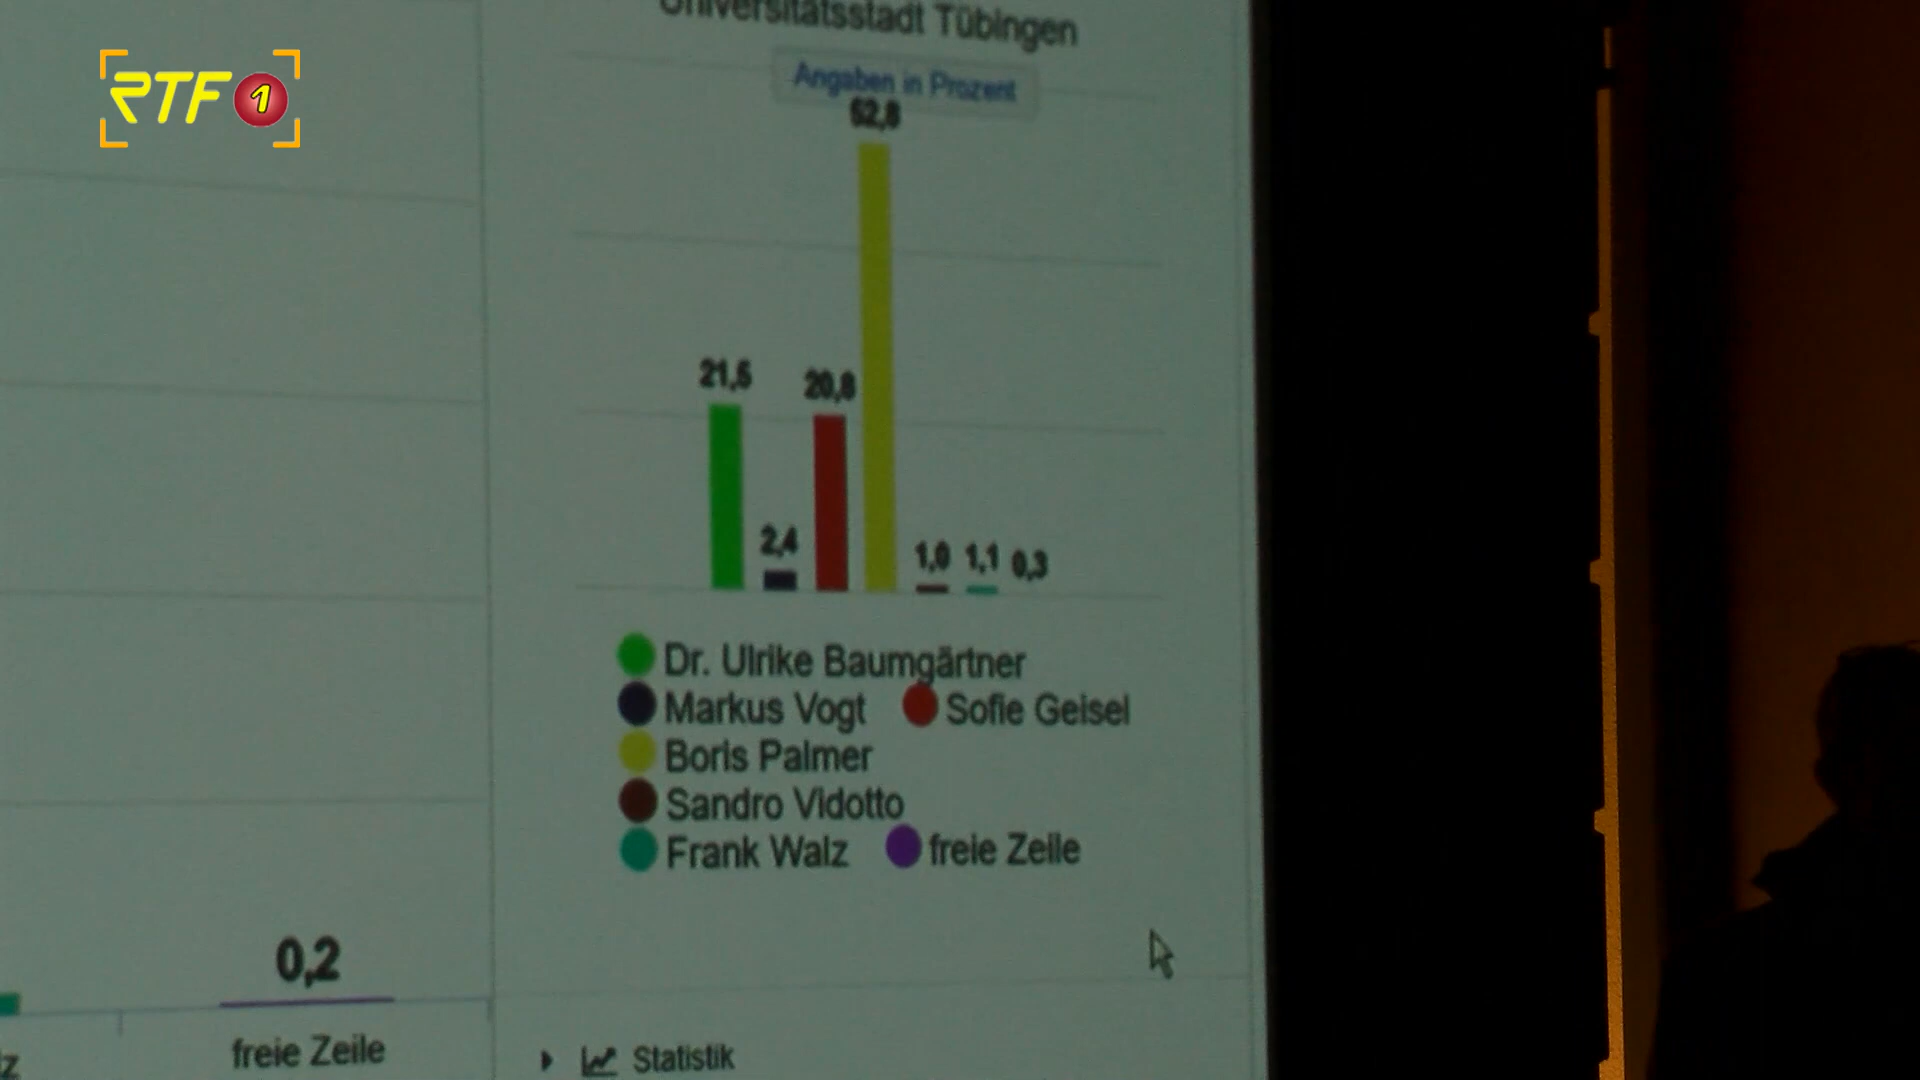 RTF 1
Universitätsstadt Tübingen
Angaben in Prozent
52,8
21,5
20,8
2,4
1,0
1,1
0,3
Dr. Ulrike Baumgärtner
Markus Vogt
Sofie Geisel
Boris Palmer
Sandro Vidotto
Frank Walz
freie Zeile
0,2
freie Zeile
lz
Statistik